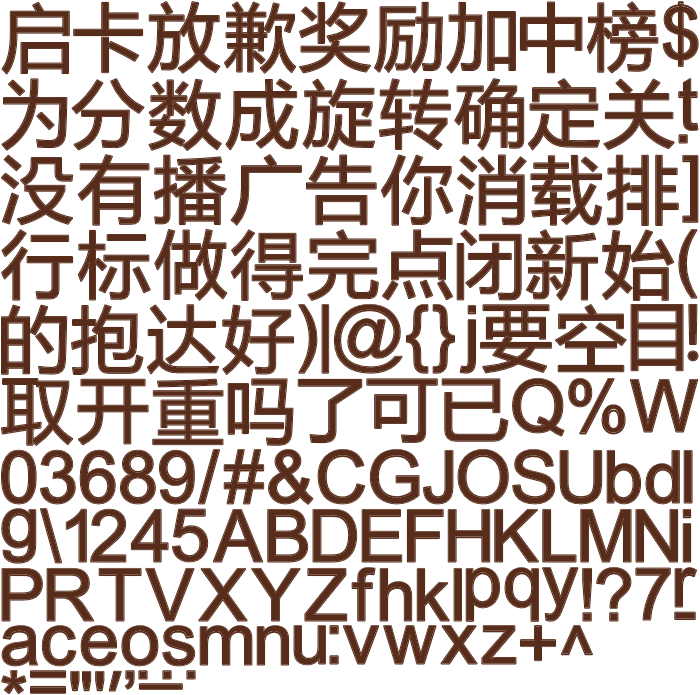 启卡放歉奖励加中榜$
为分数成旋转确定关t
没有播广告你消载排]
行标做得完点闭新始(
的抱达好)|@{}j要空目
取开重吗了可已Q%W
03689/#&CGJOSUbdl
g\1245ABDEFHKLMNi
PRTVXYZfhklpqy!?7r
aceosmnu:vwxz+^
*="",-